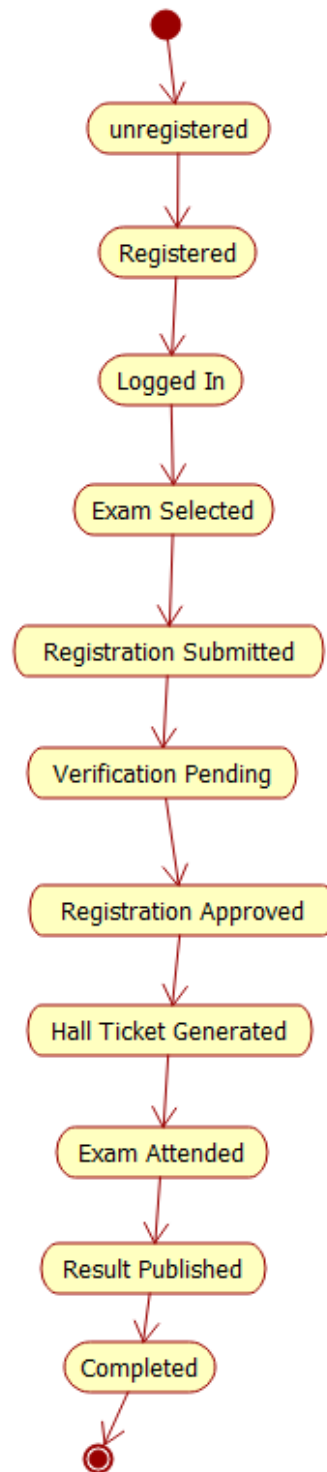 unregistered
Registered
Logged In
Exam Selected
Registration Submitted
Verification Pending
Registration Approved
Hall Ticket Generated
Exam Attended
Result Published
Completed